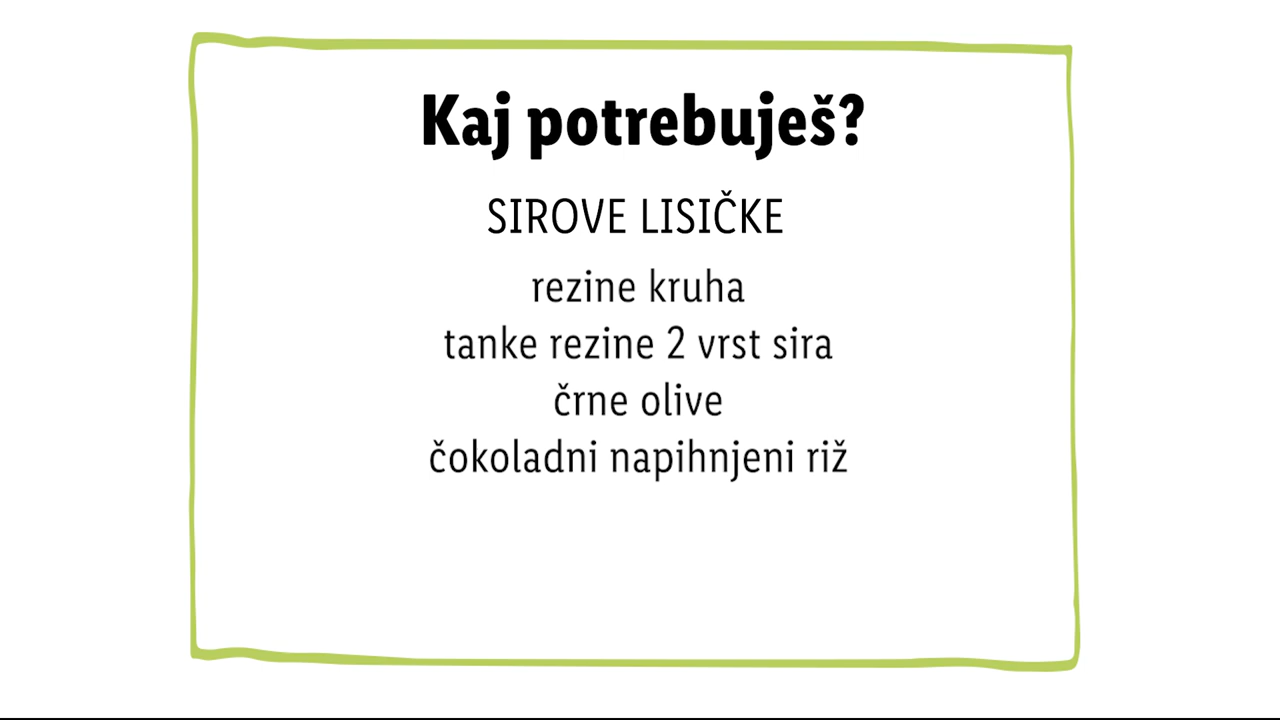 Kaj potrebuješ?
SIROVE LISIČKE
rezine kruha
tanke rezine 2 vrst sira
črne olive
čokoladni napihnjeni riž